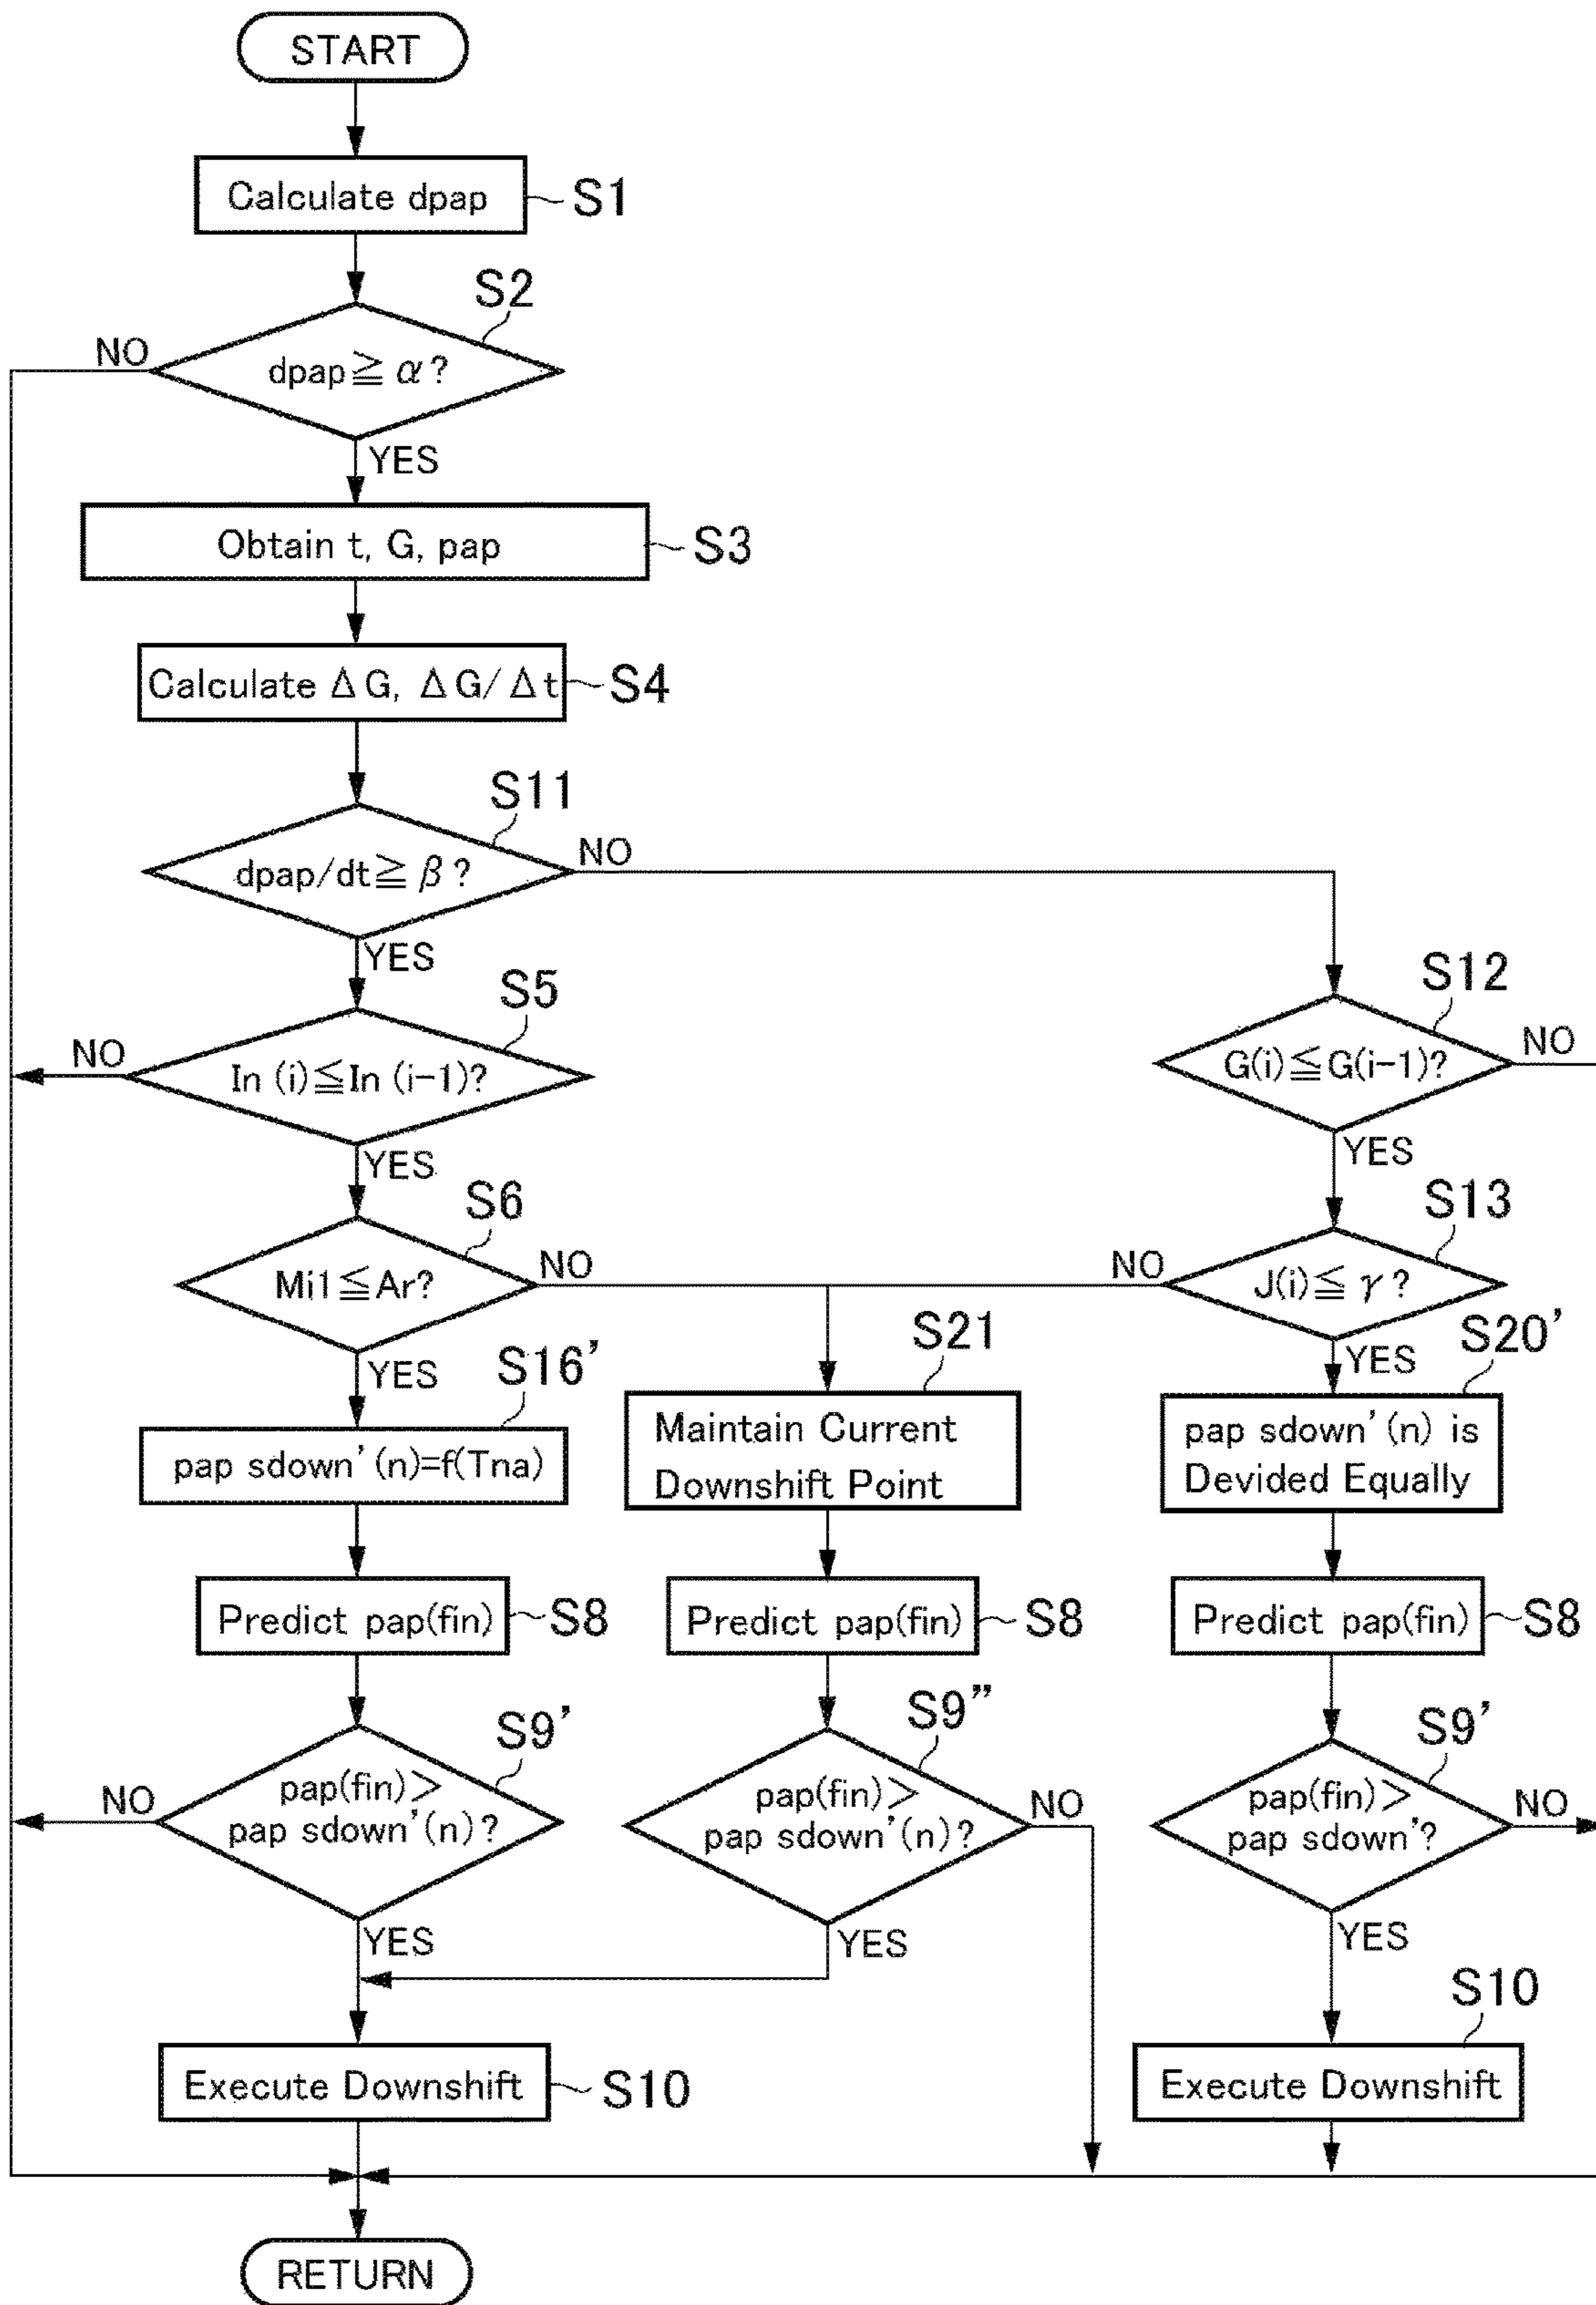 START
Calculate dpap
S1
S2
dpap≧ α?
NO
YES
Obtain t, G, pap
S3
Calculate Δ G, Δ G/ Δ t
S4
S11
dpap/dt≧ β?
NO
YES
S5
In (i)≦In (i-1)?
NO
YES
S12
G(i)≦G(i-1)?
NO
YES
S6
Mi1≦Ar?
NO
YES
S13
J(i)≦ γ?
NO
YES
S16'
pap sdown' (n)=f(Tna)
S21
Maintain Current
Downshift Point
S20'
pap sdown' (n) is
Devided Equally
Predict pap(fin)
S8
Predict pap(fin)
S8
Predict pap(fin)
S8
S9'
pap(fin)>
pap sdown' (n)?
NO
YES
S9"
pap(fin)>
pap sdown' (n)?
NO
YES
S9'
pap(fin)>
pap sdown'?
NO
YES
Execute Downshift
S10
S10
Execute Downshift
RETURN